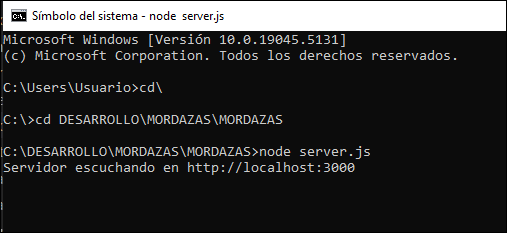 Símbolo del sistema - node  server.js
Microsoft Windows [Versión 10.0.19045.5131]
(c) Microsoft Corporation. Todos los derechos reservados.
C:\Users\Usuario>cd\
C:\>cd DESARROLLO\MORDAZAS\MORDAZAS
C:\DESARROLLO\MORDAZAS\MORDAZAS>node server.js
Servidor escuchando en http://localhost:3000